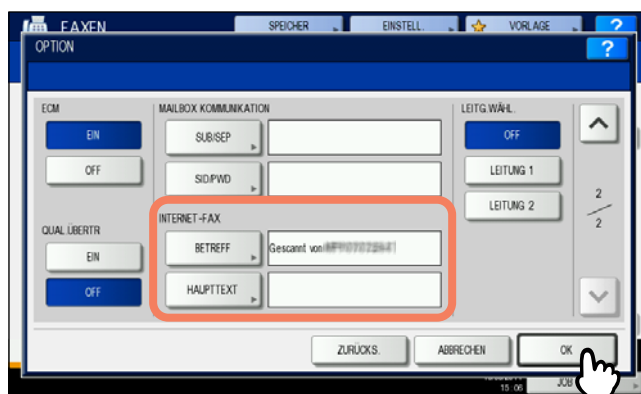 FAXEN
SPEICHER
EINSTELL.
VORLAGE
?
OPTION
?
ECM
EIN
OFF
QUAL.ÜBERTR
EIN
OFF
MAILBOX KOMMUNIKATION
SUB/SEP
SID/PWD
INTERNET-FAX
BETREFF
Gescannt von
HAUPTTEXT
LEITG.WÄHL.
OFF
LEITUNG 1
LEITUNG 2
2
2
ZURÜCKS.
ABBRECHEN
OK
15:06
JOB